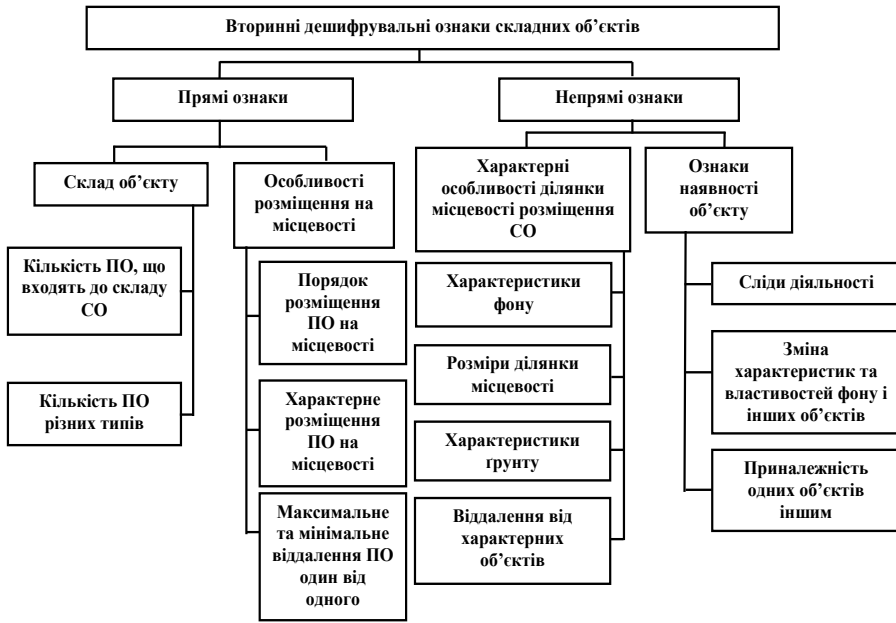 Вторинні дешифрувальні ознаки складних об’єктів
Прямі ознаки
Непрямі ознаки
Склад об’єкту
Особливості
розміщення на
місцевості
Характерні
особливості ділянки
місцевості розміщення
СО
Ознаки
наявності
об’єкту
Кількість ПО, що
входять до складу
СО
Кількість ПО
різних типів
Порядок
розміщення
ПО на
місцевості
Характерне
розміщення
ПО на
місцевості
Максимальне
та мінімальне
віддалення ПО
один від
одного
Характеристики
фону
Розміри ділянки
місцевості
Характеристики
ґрунту
Віддалення від
характерних
об’єктів
Сліди діяльності
Зміна
характеристик та
властивостей фону і
інших об’єктів
Приналежність
одних об’єктів
іншим